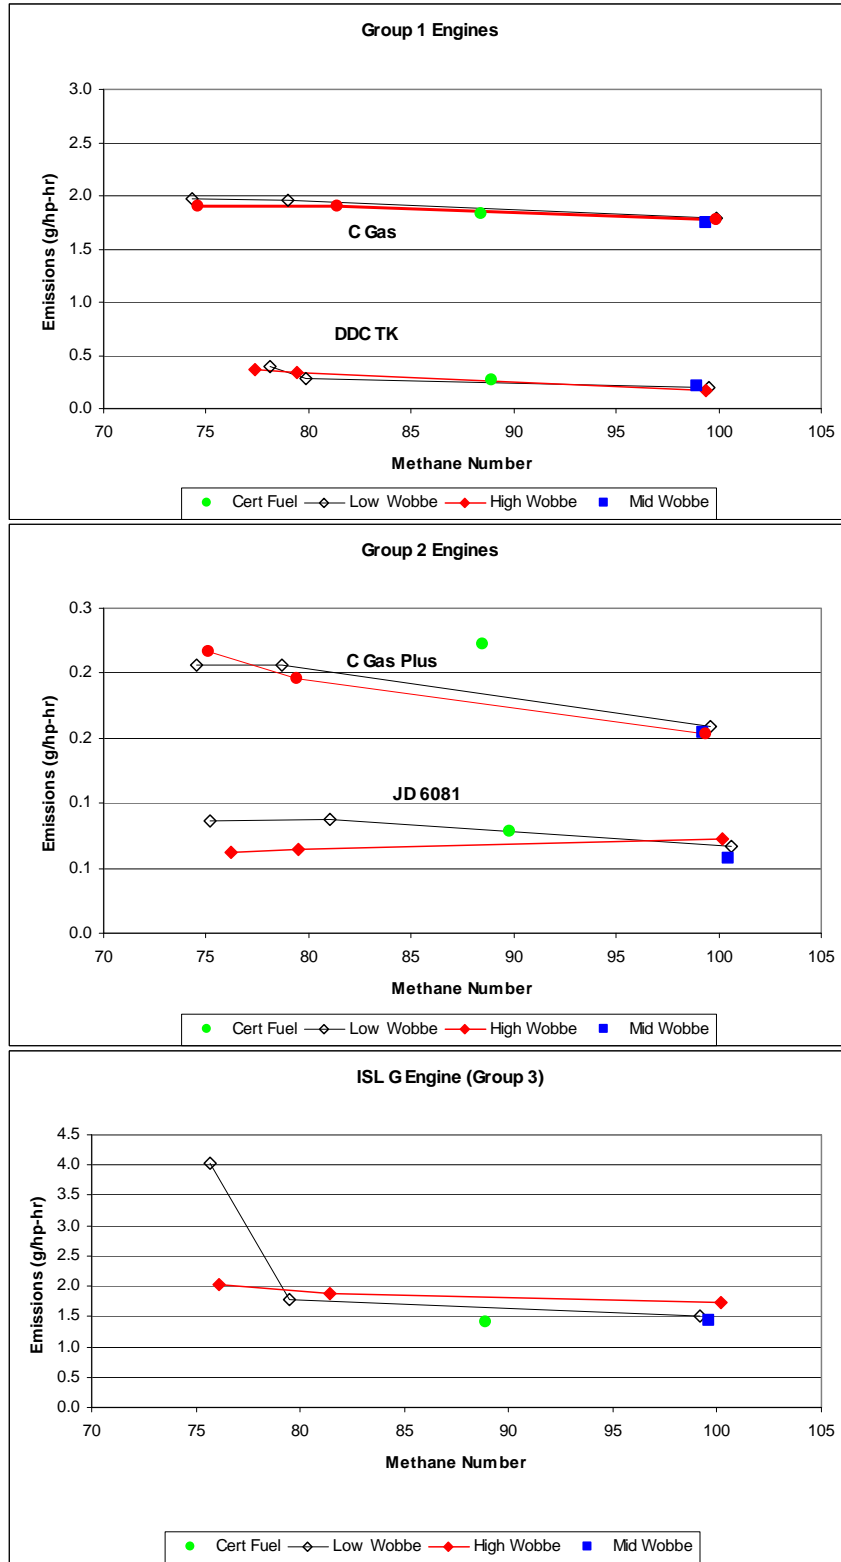 Group 1 Engines
3.0
2.5
2.0
1.5
1.0
0.5
0.0
Emissions (g/hp-hr)
C Gas
DDC TK
70 75 80 85 90 95 100 105
Methane Number
Cert Fuel Low Wobbe High Wobbe Mid Wobbe
Group 2 Engines
0.3
0.2
0.2
0.1
0.1
0.0
Emissions (g/hp-hr)
C Gas Plus
JD 6081
70 75 80 85 90 95 100 105
Methane Number
Cert Fuel Low Wobbe High Wobbe Mid Wobbe
ISL G Engine (Group 3)
4.5
4.0
3.5
3.0
2.5
2.0
1.5
1.0
0.5
0.0
Emissions (g/hp-hr)
70 75 80 85 90 95 100 105
Methane Number
Cert Fuel Low Wobbe High Wobbe Mid Wobbe